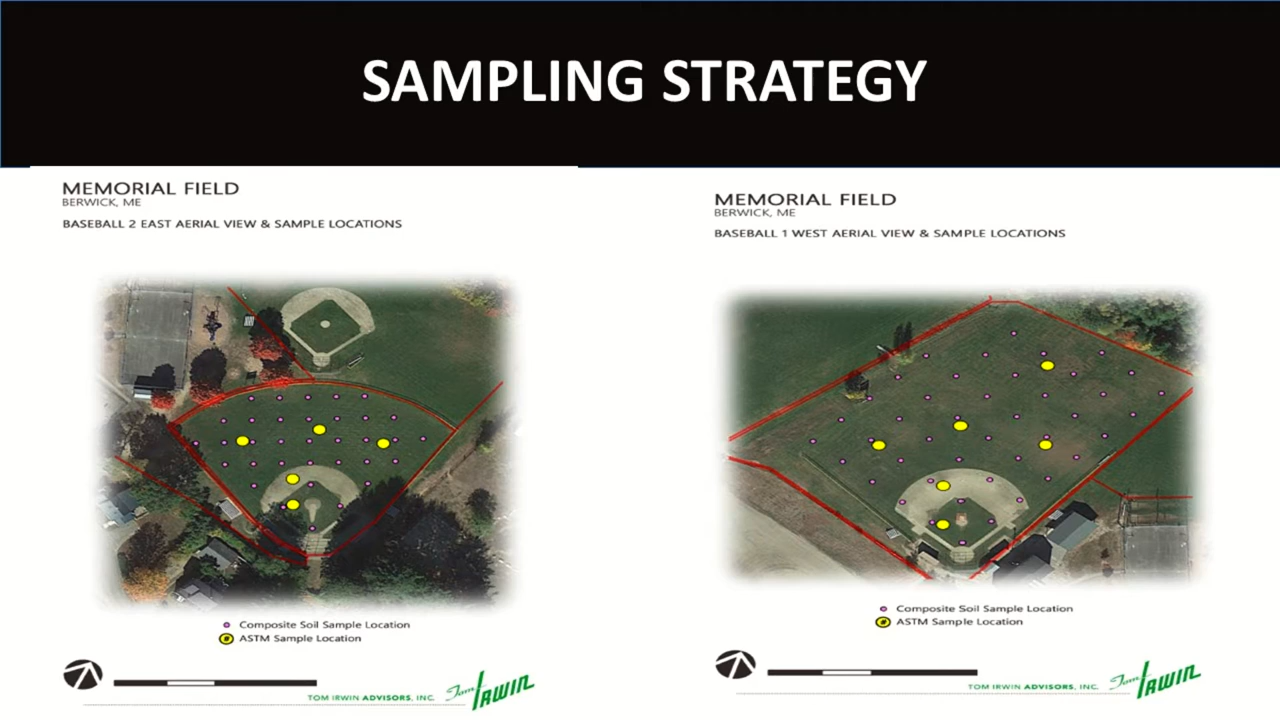 SAMPLING STRATEGY
MEMORIAL FIELD
BERWICK, ME
BASEBALL 2 EAST AERIAL VIEW & SAMPLE LOCATIONS
Composite Soil Sample Location
# ASTM Sample Location
TOM IRWIN ADVISORS, INC.
Tom IRWIN
MEMORIAL FIELD
BERWICK, ME
BASEBALL 1 WEST AERIAL VIEW & SAMPLE LOCATIONS
Composite Soil Sample Location
# ASTM Sample Location
TOM IRWIN ADVISORS, INC.
Tom IRWIN